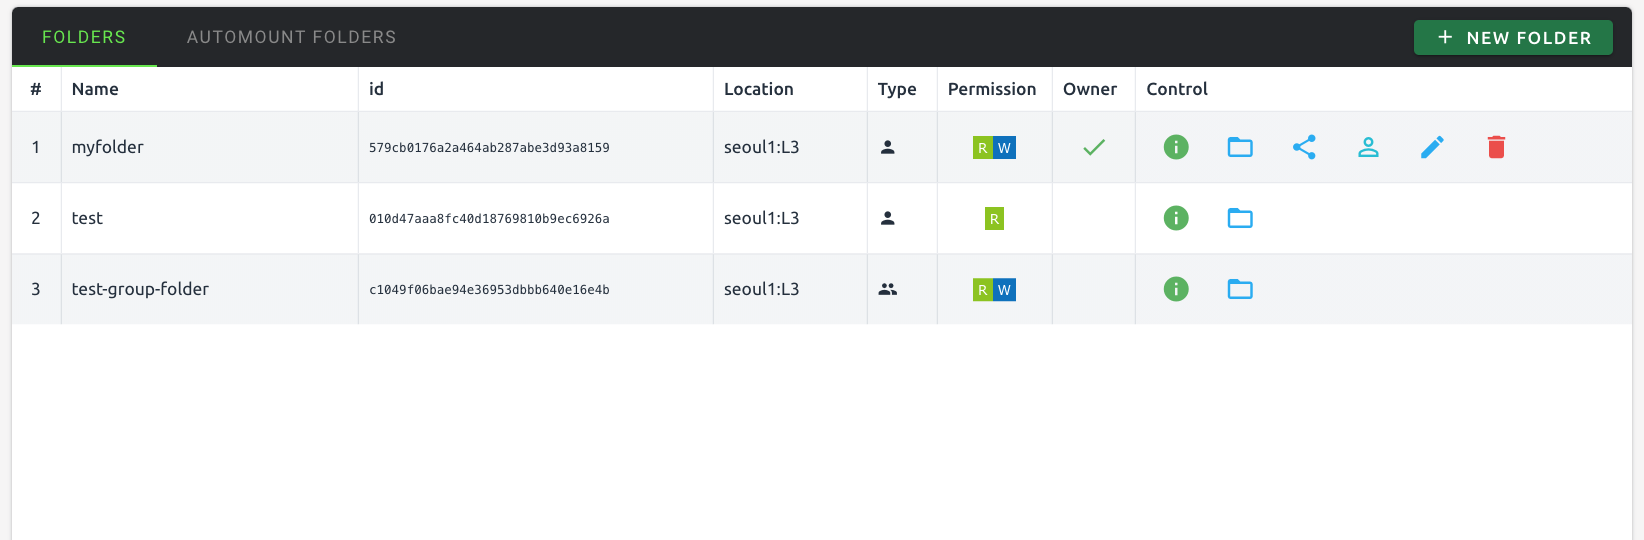 FOLDERS AUTOMOUNT FOLDERS + NEW FOLDER
# Name id Location Type Permission Owner Control
1 myfolder 579cb0176a2a464ab287abe3d93a8159 seoul1:L3 R W
2 test 010d47aaa8fc40d18769810b9ec6926a seoul1:L3 R
3 test-group-folder c1049f06bae94e36953dbbb640e16e4b seoul1:L3 R W